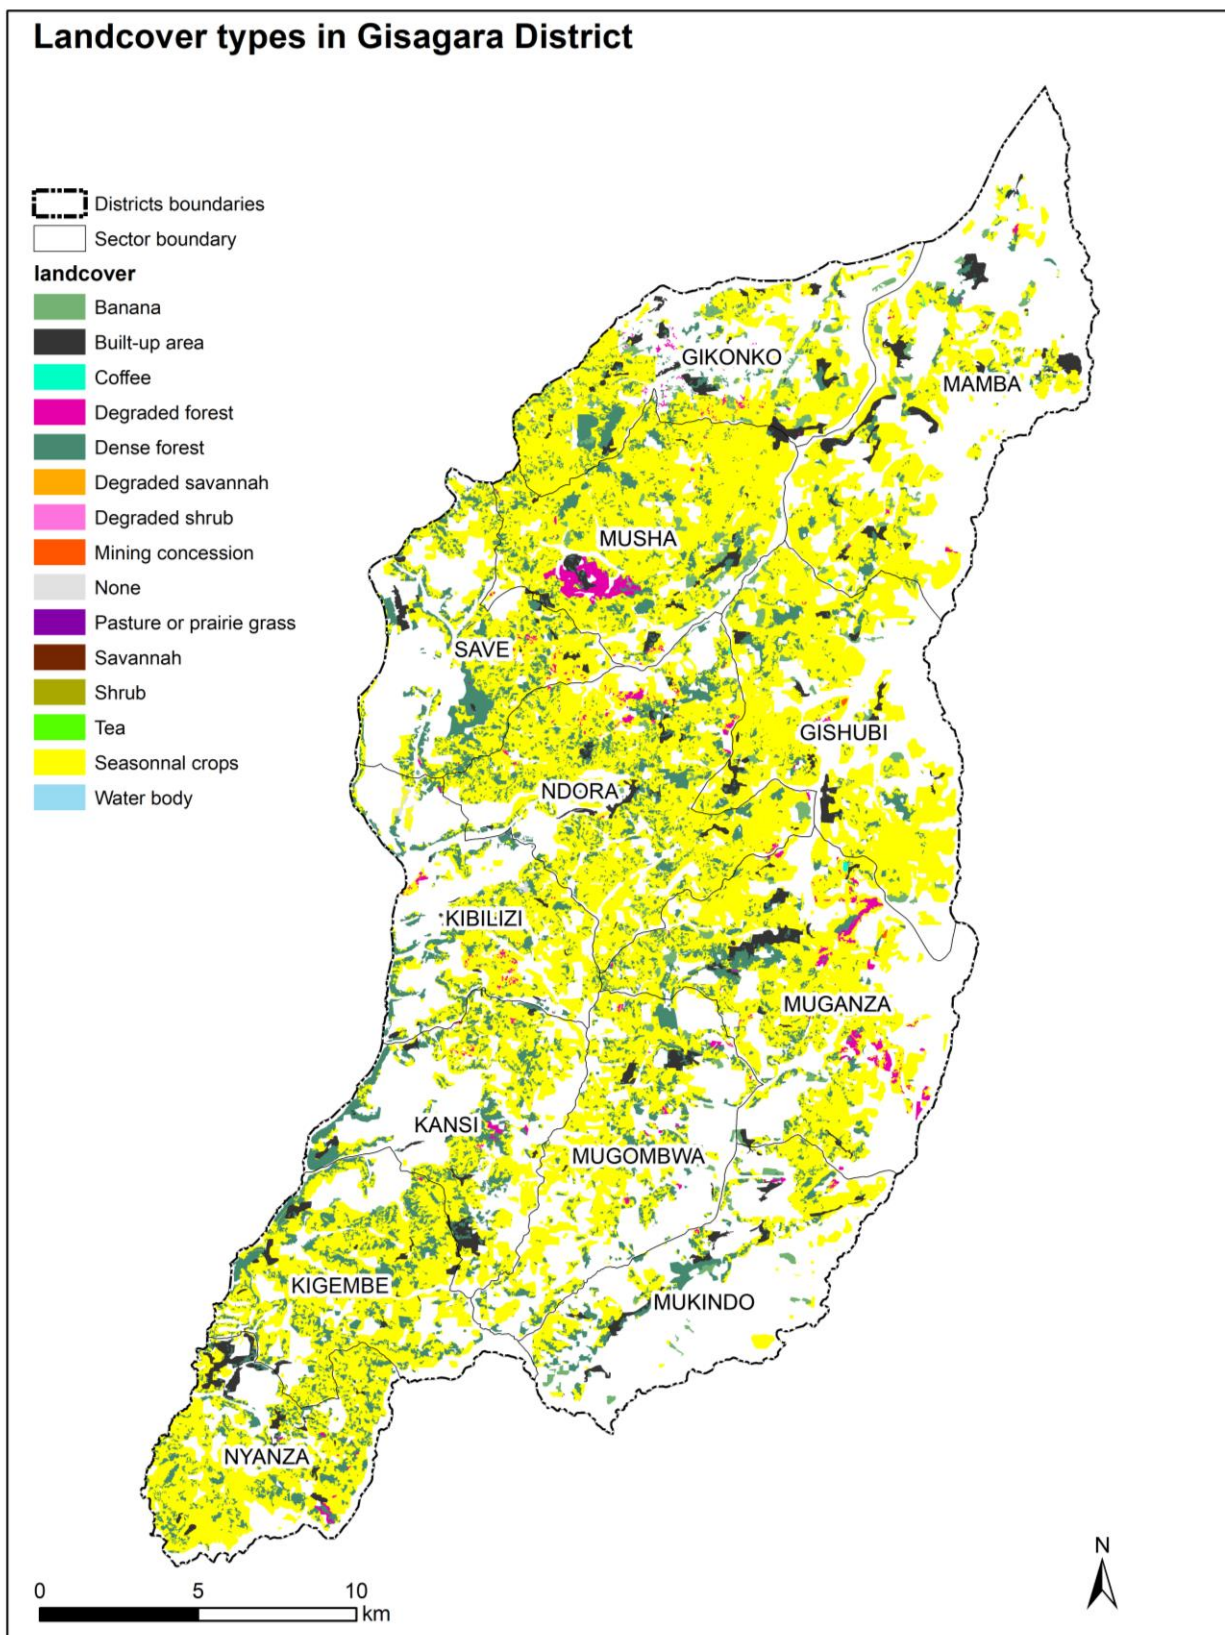 Landcover types in Gisagara District
Districts boundaries
Sector boundary
landcover
Banana
Built-up area
Coffee
Degraded forest
Dense forest
Degraded savannah
Degraded shrub
Mining concession
None
Pasture or prairie grass
Savannah
Shrub
Tea
Seasonnal crops
Water body
GIKONKO
MAMBA
MUSHA
SAVE
GISHUBI
NDORA
KIBILIZI
MUGANZA
KANSI
MUGOMBWA
KIGEMBE
MUKINDO
NYANZA
N
0 5 10
km